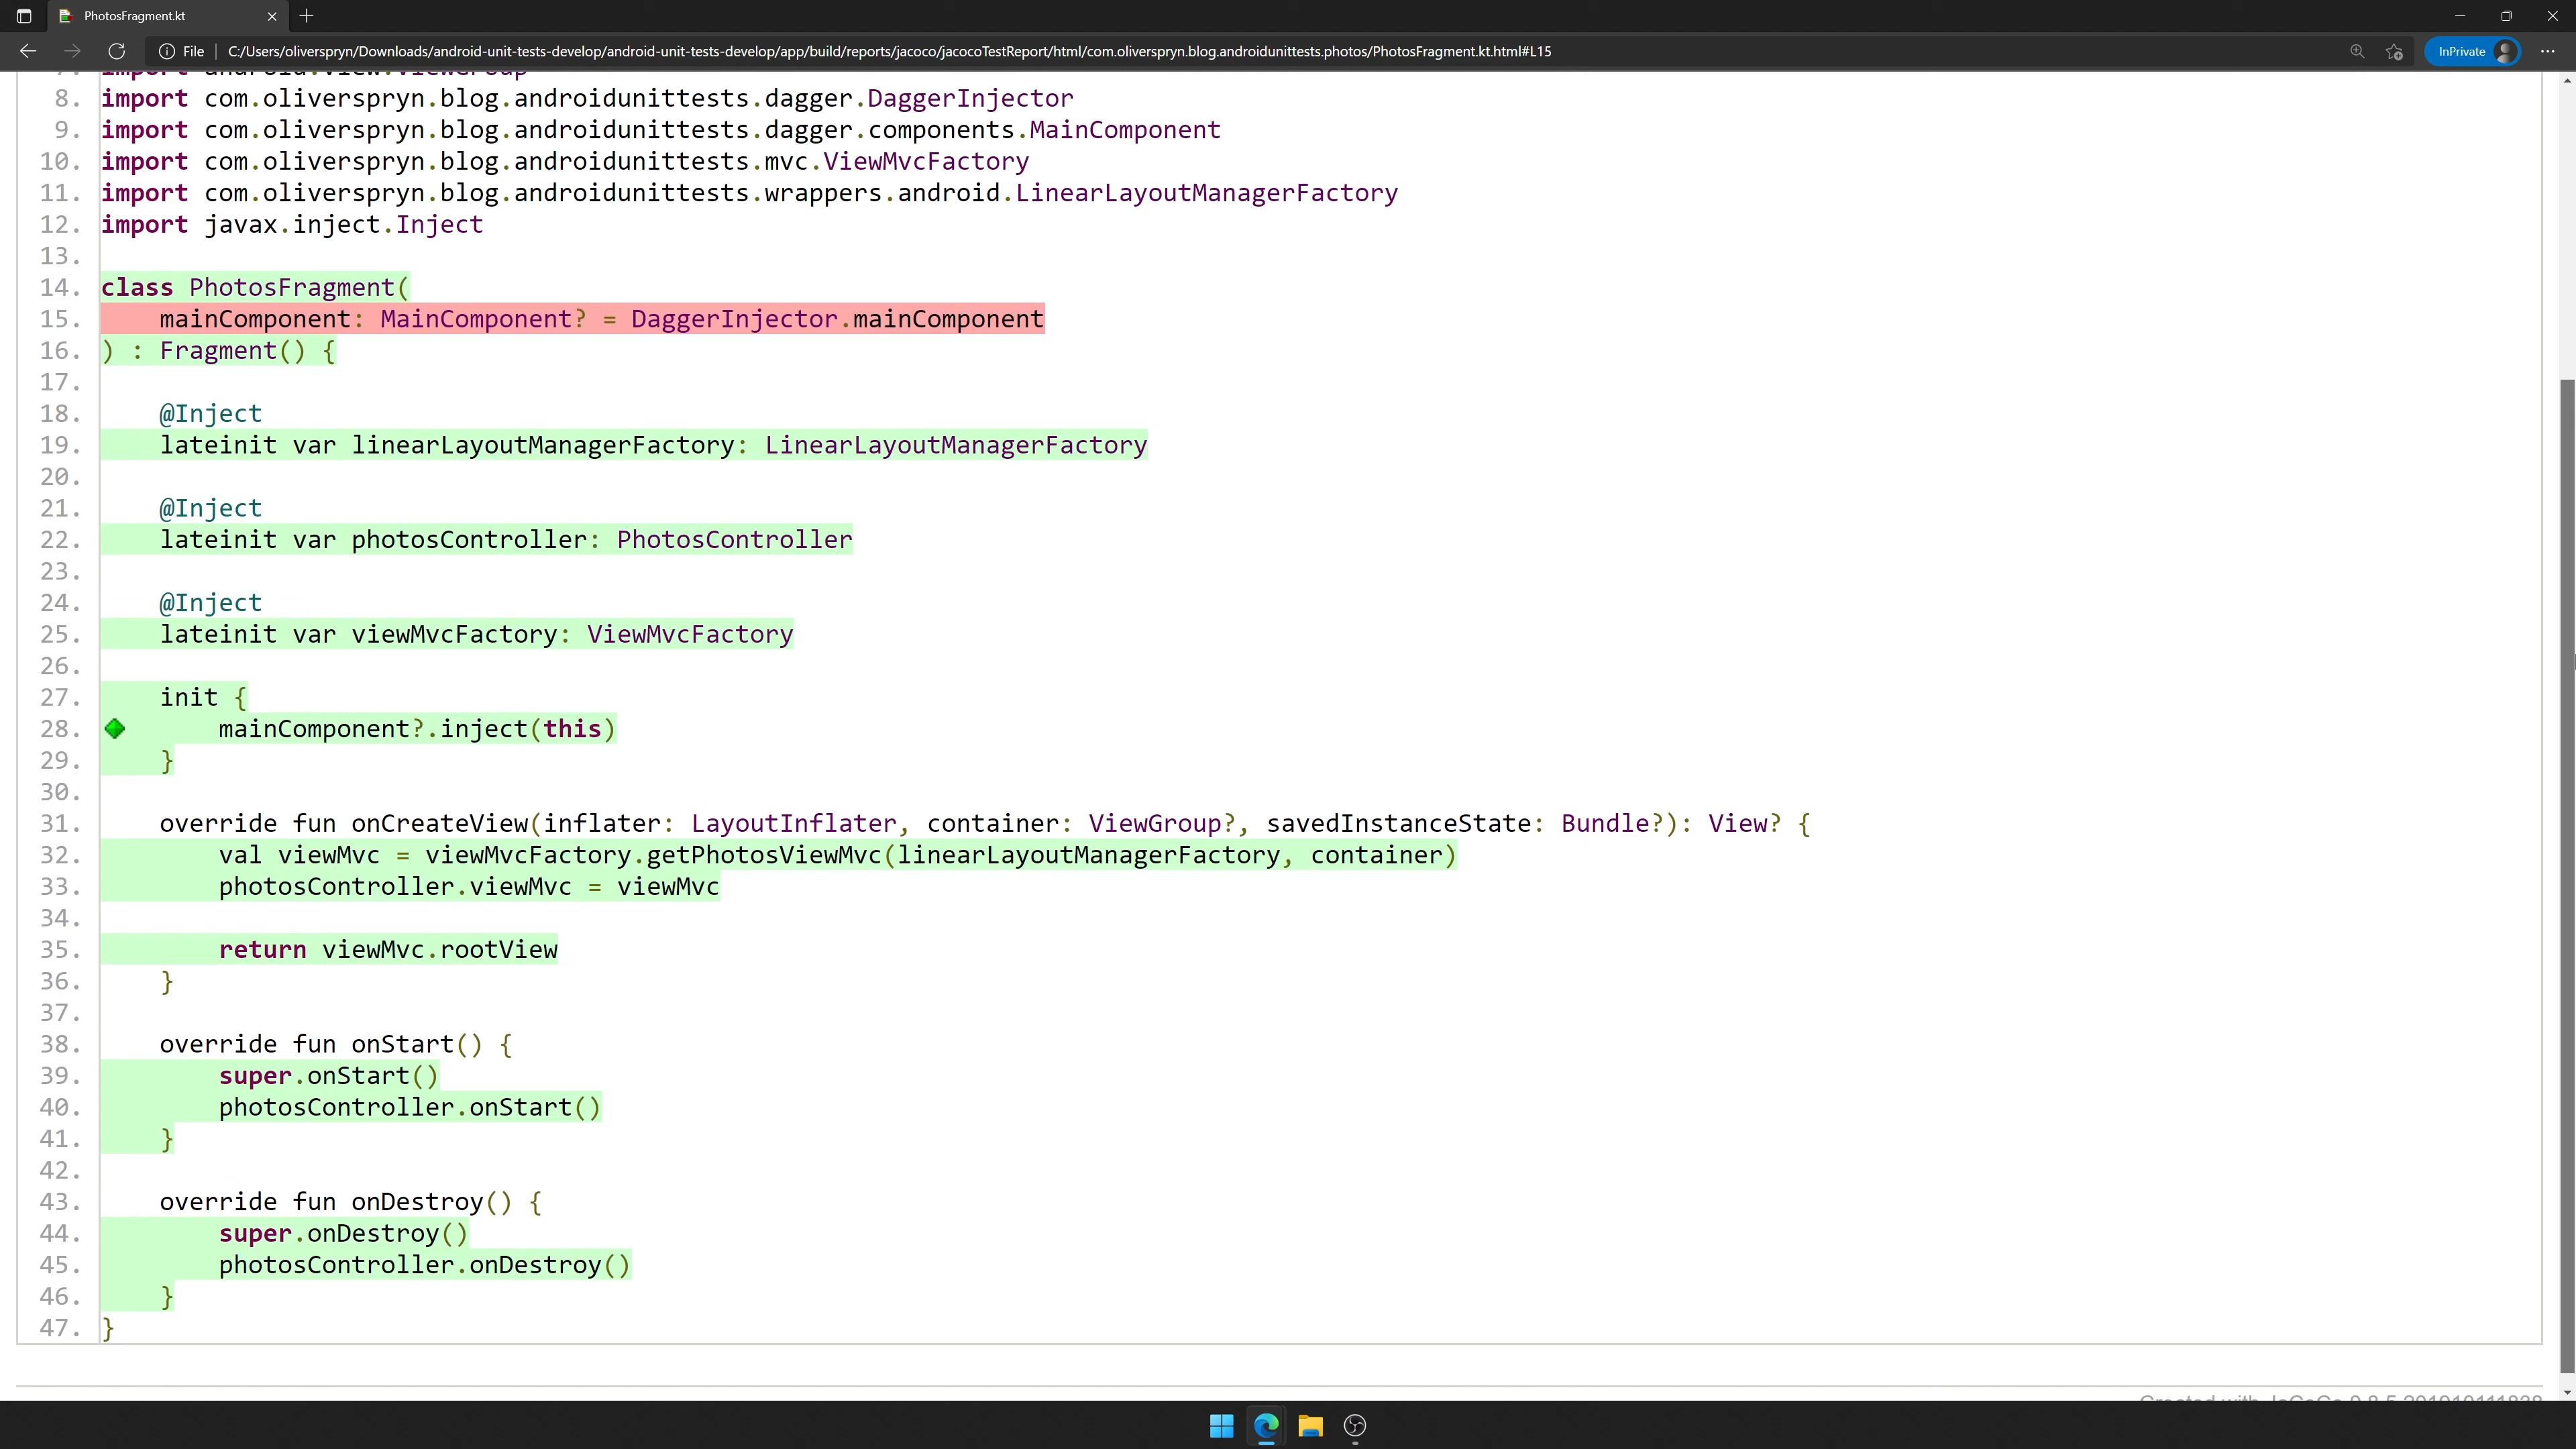 PhotosFragment.kt
File
C:/Users/oliverspryn/Downloads/android-unit-tests-develop/android-unit-tests-develop/app/build/reports/jacoco/jacocoTestReport/html/com.oliverspryn.blog.androidunittests.photos/PhotosFragment.kt.html#L15
InPrivate
7. import android.view.ViewGroup
8. import com.oliverspryn.blog.androidunittests.dagger.DaggerInjector
9. import com.oliverspryn.blog.androidunittests.dagger.components.MainComponent
10. import com.oliverspryn.blog.androidunittests.mvc.ViewMvcFactory
11. import com.oliverspryn.blog.androidunittests.wrappers.android.LinearLayoutManagerFactory
12. import javax.inject.Inject
13.
14. class PhotosFragment(
15.     mainComponent: MainComponent? = DaggerInjector.mainComponent
16. ) : Fragment() {
17.
18.     @Inject
19.     lateinit var linearLayoutManagerFactory: LinearLayoutManagerFactory
20.
21.     @Inject
22.     lateinit var photosController: PhotosController
23.
24.     @Inject
25.     lateinit var viewMvcFactory: ViewMvcFactory
26.
27.     init {
28.         mainComponent?.inject(this)
29.     }
30.
31.     override fun onCreateView(inflater: LayoutInflater, container: ViewGroup?, savedInstanceState: Bundle?): View? {
32.         val viewMvc = viewMvcFactory.getPhotosViewMvc(linearLayoutManagerFactory, container)
33.         photosController.viewMvc = viewMvc
34.
35.         return viewMvc.rootView
36.     }
37.
38.     override fun onStart() {
39.         super.onStart()
40.         photosController.onStart()
41.     }
42.
43.     override fun onDestroy() {
44.         super.onDestroy()
45.         photosController.onDestroy()
46.     }
47. }